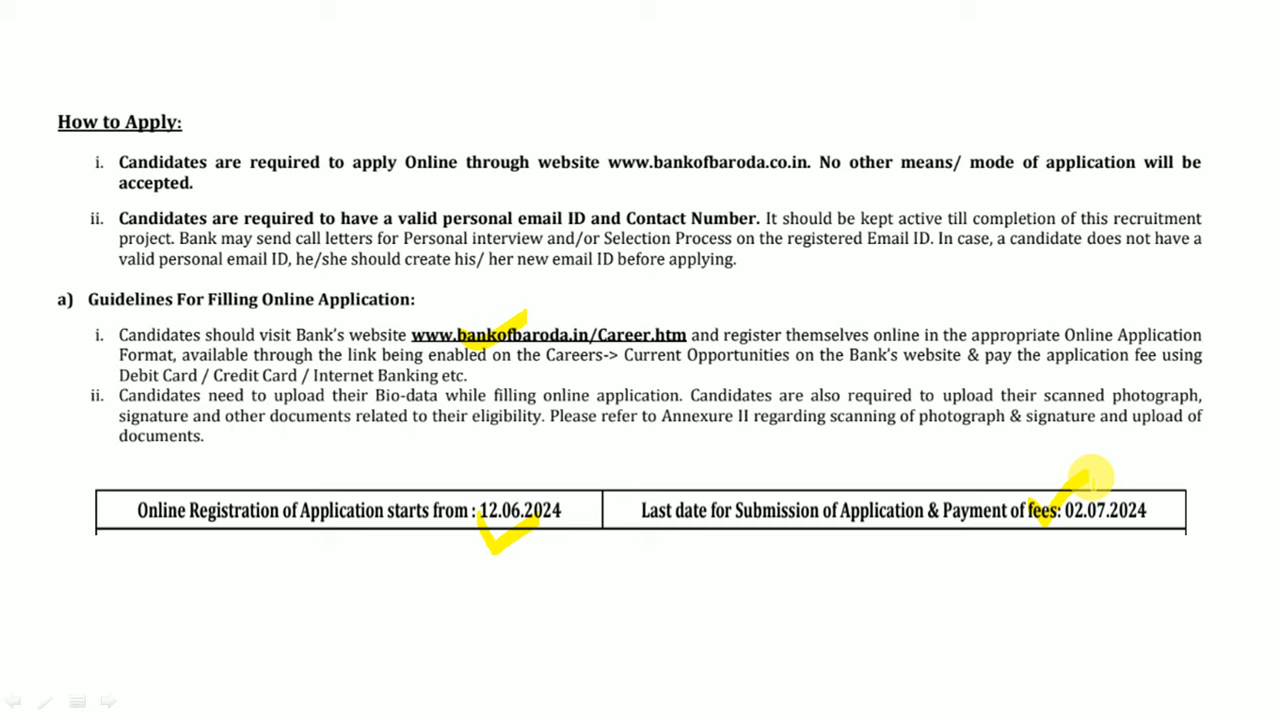 How to Apply:
i. Candidates are required to apply Online through website www.bankofbaroda.co.in. No other means/ mode of application will be
accepted.
ii. Candidates are required to have a valid personal email ID and Contact Number. It should be kept active till completion of this recruitment
project. Bank may send call letters for Personal interview and/or Selection Process on the registered Email ID. In case, a candidate does not have a
valid personal email ID, he/she should create his/ her new email ID before applying.
a) Guidelines For Filling Online Application:
i. Candidates should visit Bank's website www.bankofbaroda.in/Career.htm and register themselves online in the appropriate Online Application
Format, available through the link being enabled on the Careers-> Current Opportunities on the Bank's website & pay the application fee using
Debit Card / Credit Card / Internet Banking etc.
ii. Candidates need to upload their Bio-data while filling online application. Candidates are also required to upload their scanned photograph,
signature and other documents related to their eligibility. Please refer to Annexure II regarding scanning of photograph & signature and upload of
documents.
Online Registration of Application starts from : 12.06.2024
Last date for Submission of Application & Payment of fees: 02.07.2024